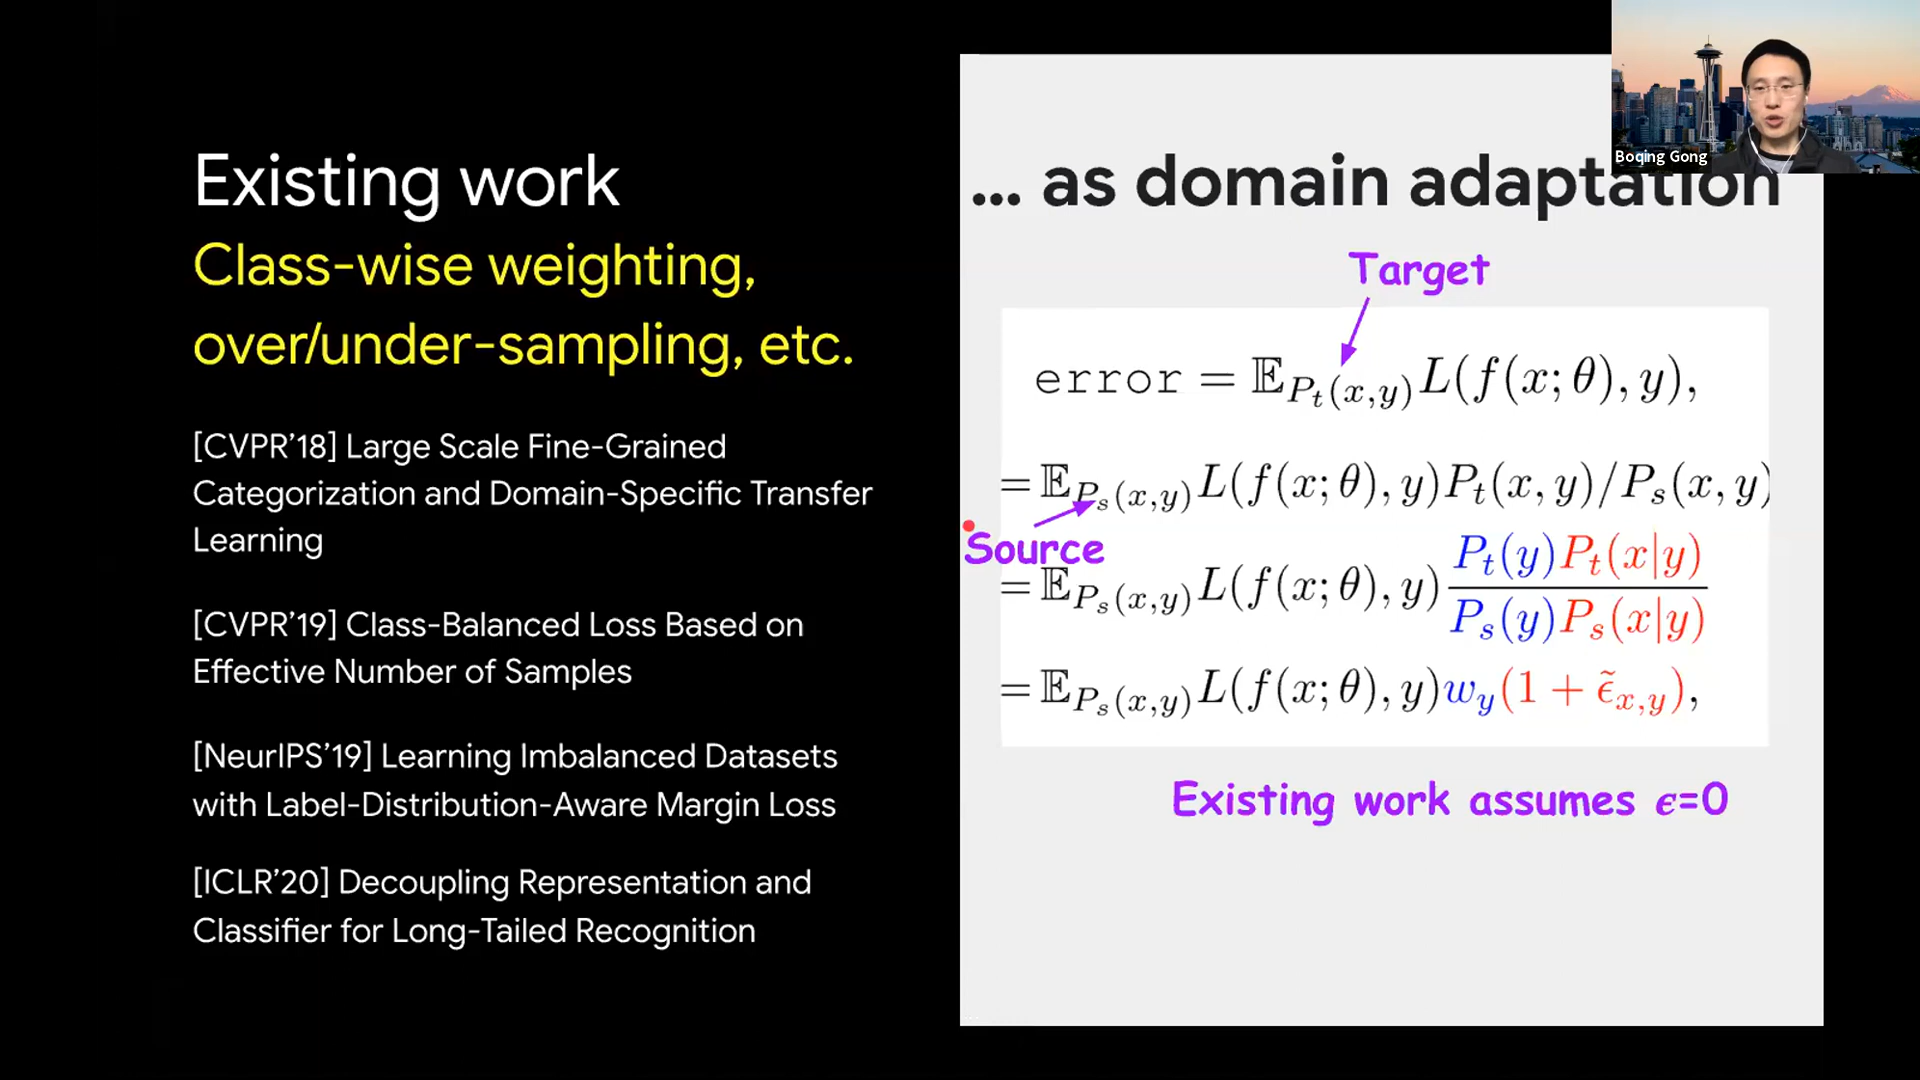 Existing work
Class-wise weighting,
over/under-sampling, etc.
[CVPR’18] Large Scale Fine-Grained
Categorization and Domain-Specific Transfer
Learning
[CVPR’19] Class-Balanced Loss Based on
Effective Number of Samples
[NeurIPS’19] Learning Imbalanced Datasets
with Label-Distribution-Aware Margin Loss
[ICLR’20] Decoupling Representation and
Classifier for Long-Tailed Recognition
Boqing Gong
... as domain adaptation
Target
error = 𝔼_{P_t(x,y)} L(f(x; θ), y),
= 𝔼_{P_s(x,y)} L(f(x; θ), y)P_t(x, y)/P_s(x, y)
Source
= 𝔼_{P_s(x,y)} L(f(x; θ), y) P_t(y)P_t(x|y) / P_s(y)P_s(x|y)
= 𝔼_{P_s(x,y)} L(f(x; θ), y)w_y(1 + ε̃_{x,y}),
Existing work assumes ϵ=0